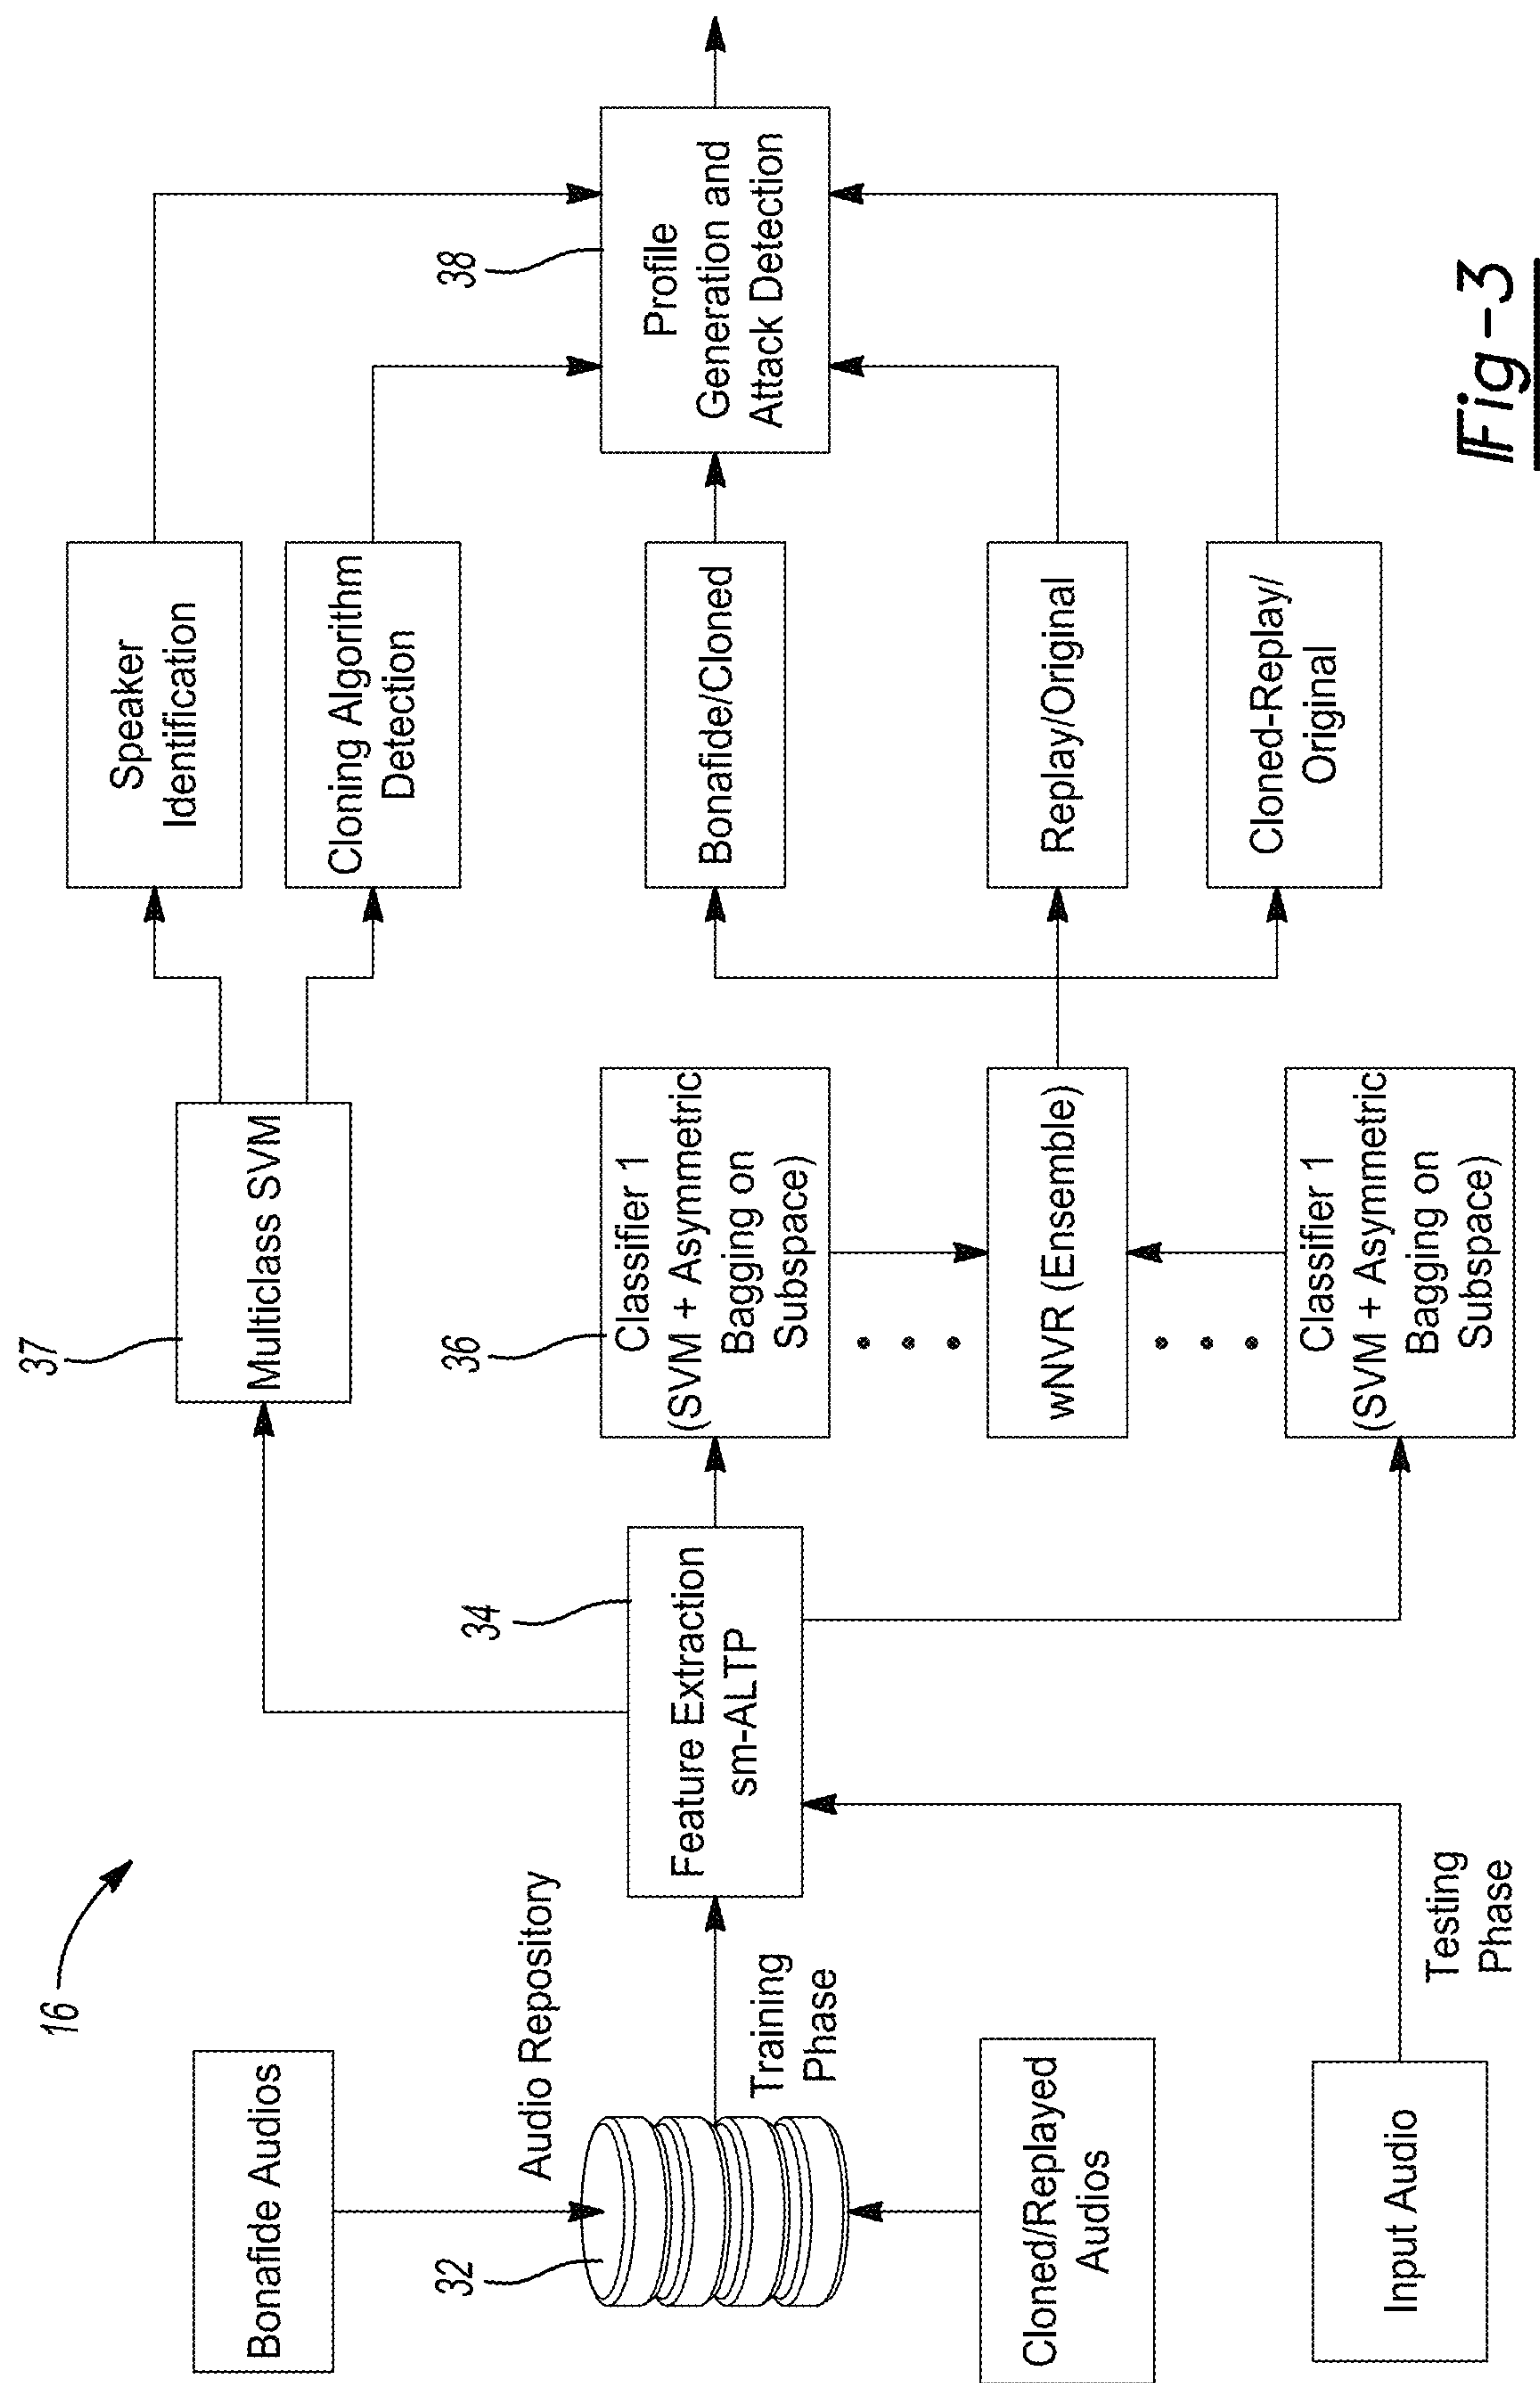 16
Bonafide Audios
Audio Repository
32
Training
Phase
Cloned/Replayed
Audios
Input Audio
Testing
Phase
34
Feature Extraction
sm-ALTP
37
Multiclass SVM
36
Classifier 1
(SVM + Asymmetric
Bagging on
Subspace)
wNVR (Ensemble)
Classifier 1
(SVM + Asymmetric
Bagging on
Subspace)
Speaker
Identification
Cloning Algorithm
Detection
Bonafide/Cloned
Replay/Original
Cloned-Replay/
Original
38
Profile
Generation and
Attack Detection
Fig-3